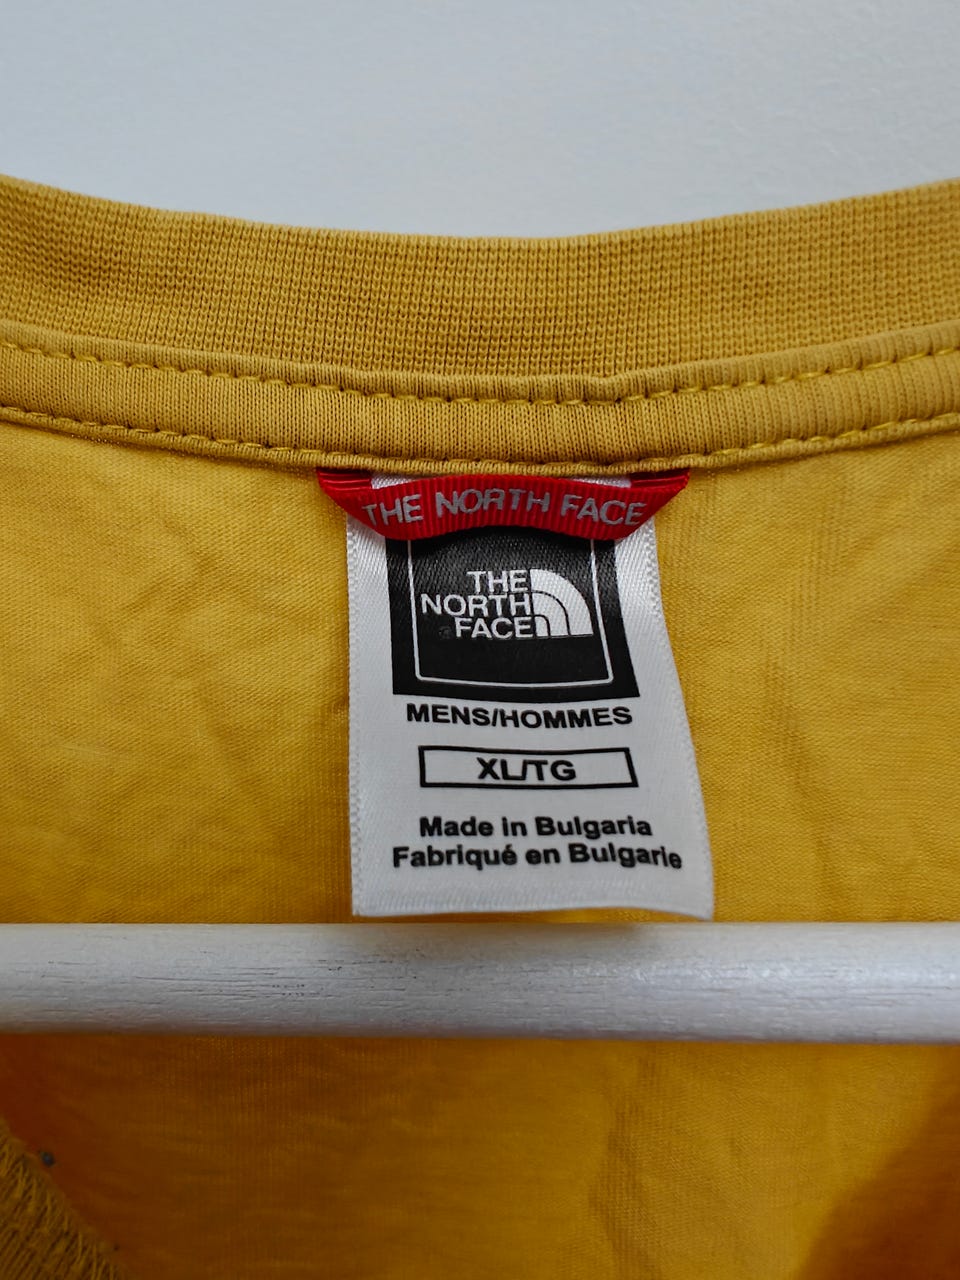 THE NORTH FACE
THE
NORTH
FACE
MENS/HOMMES
XL/TG
Made in Bulgaria
Fabriqué en Bulgarie